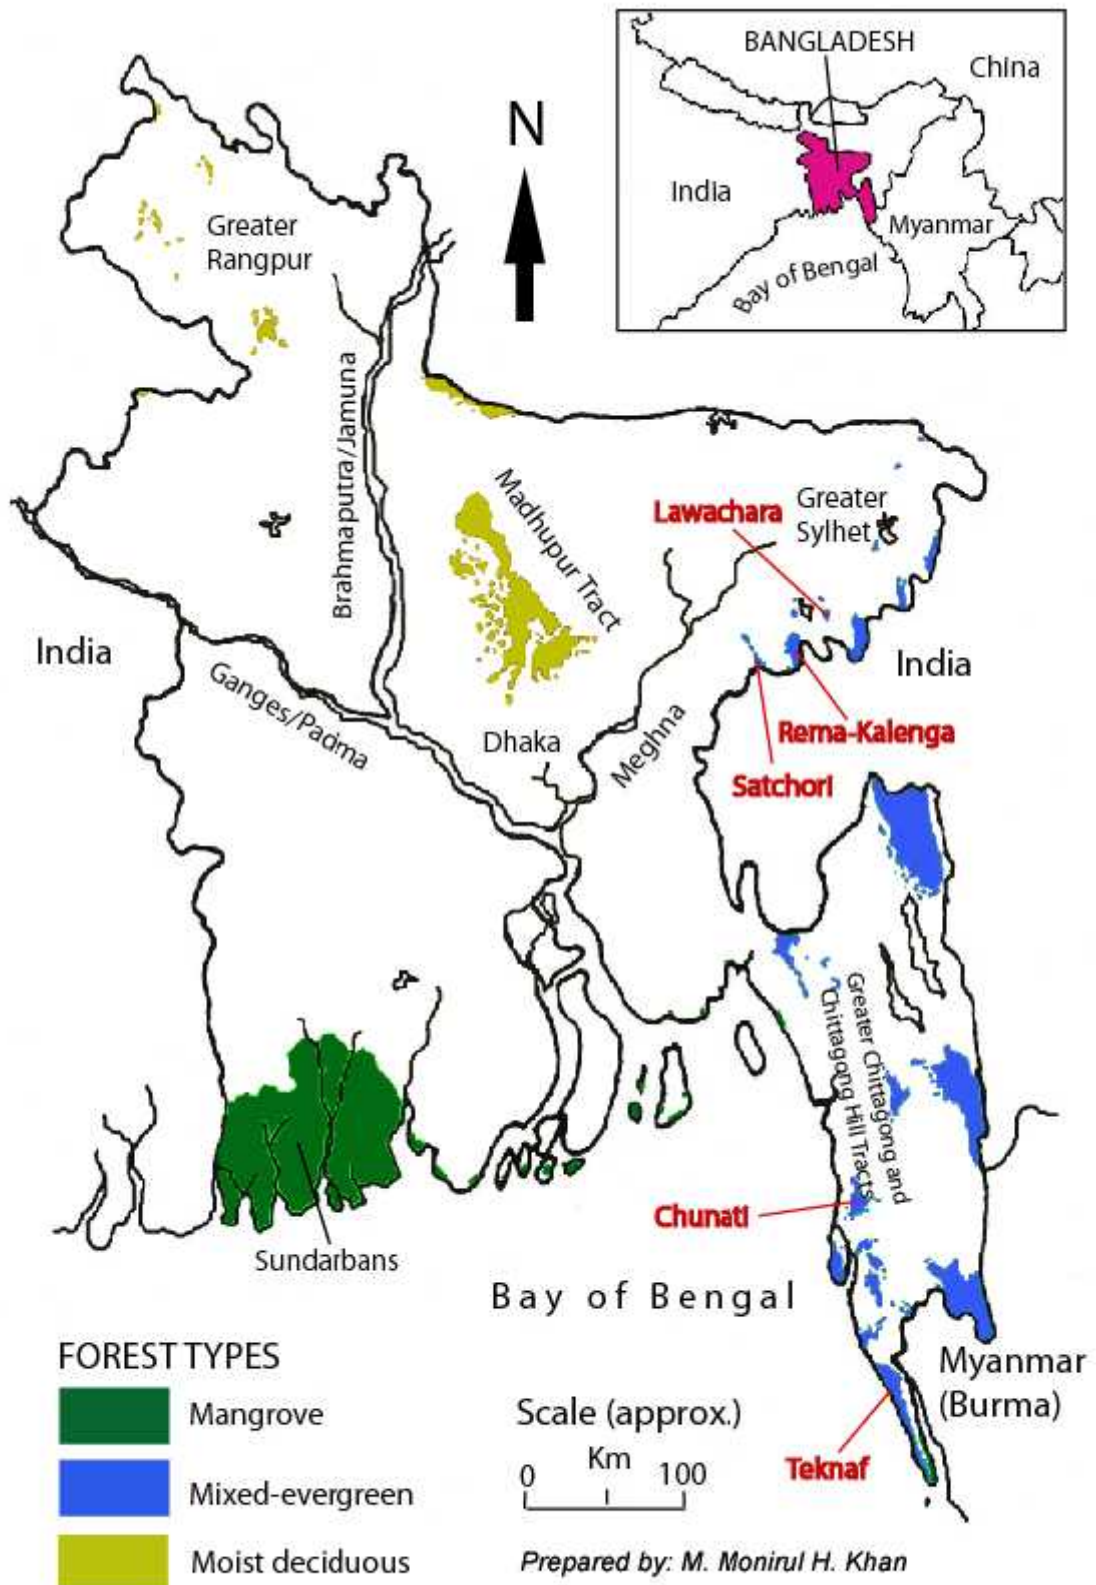 BANGLADESH
China
India
Myanmar
Bay of Bengal
N
Greater
Rangpur
Brahmaputra/Jamuna
Madhupur Tract
Lawachara
Greater
Sylhet
India
Ganges/Padma
Dhaka
Meghna
India
Rema-Kalenga
Satchori
Greater Chittagong and
Chittagong Hill Tracts
Chunati
Sundarbans
Bay of Bengal
Myanmar
(Burma)
Teknaf
FOREST TYPES
Mangrove
Mixed-evergreen
Moist deciduous
Scale (approx.)
Km
0 100
Prepared by: M. Monirul H. Khan